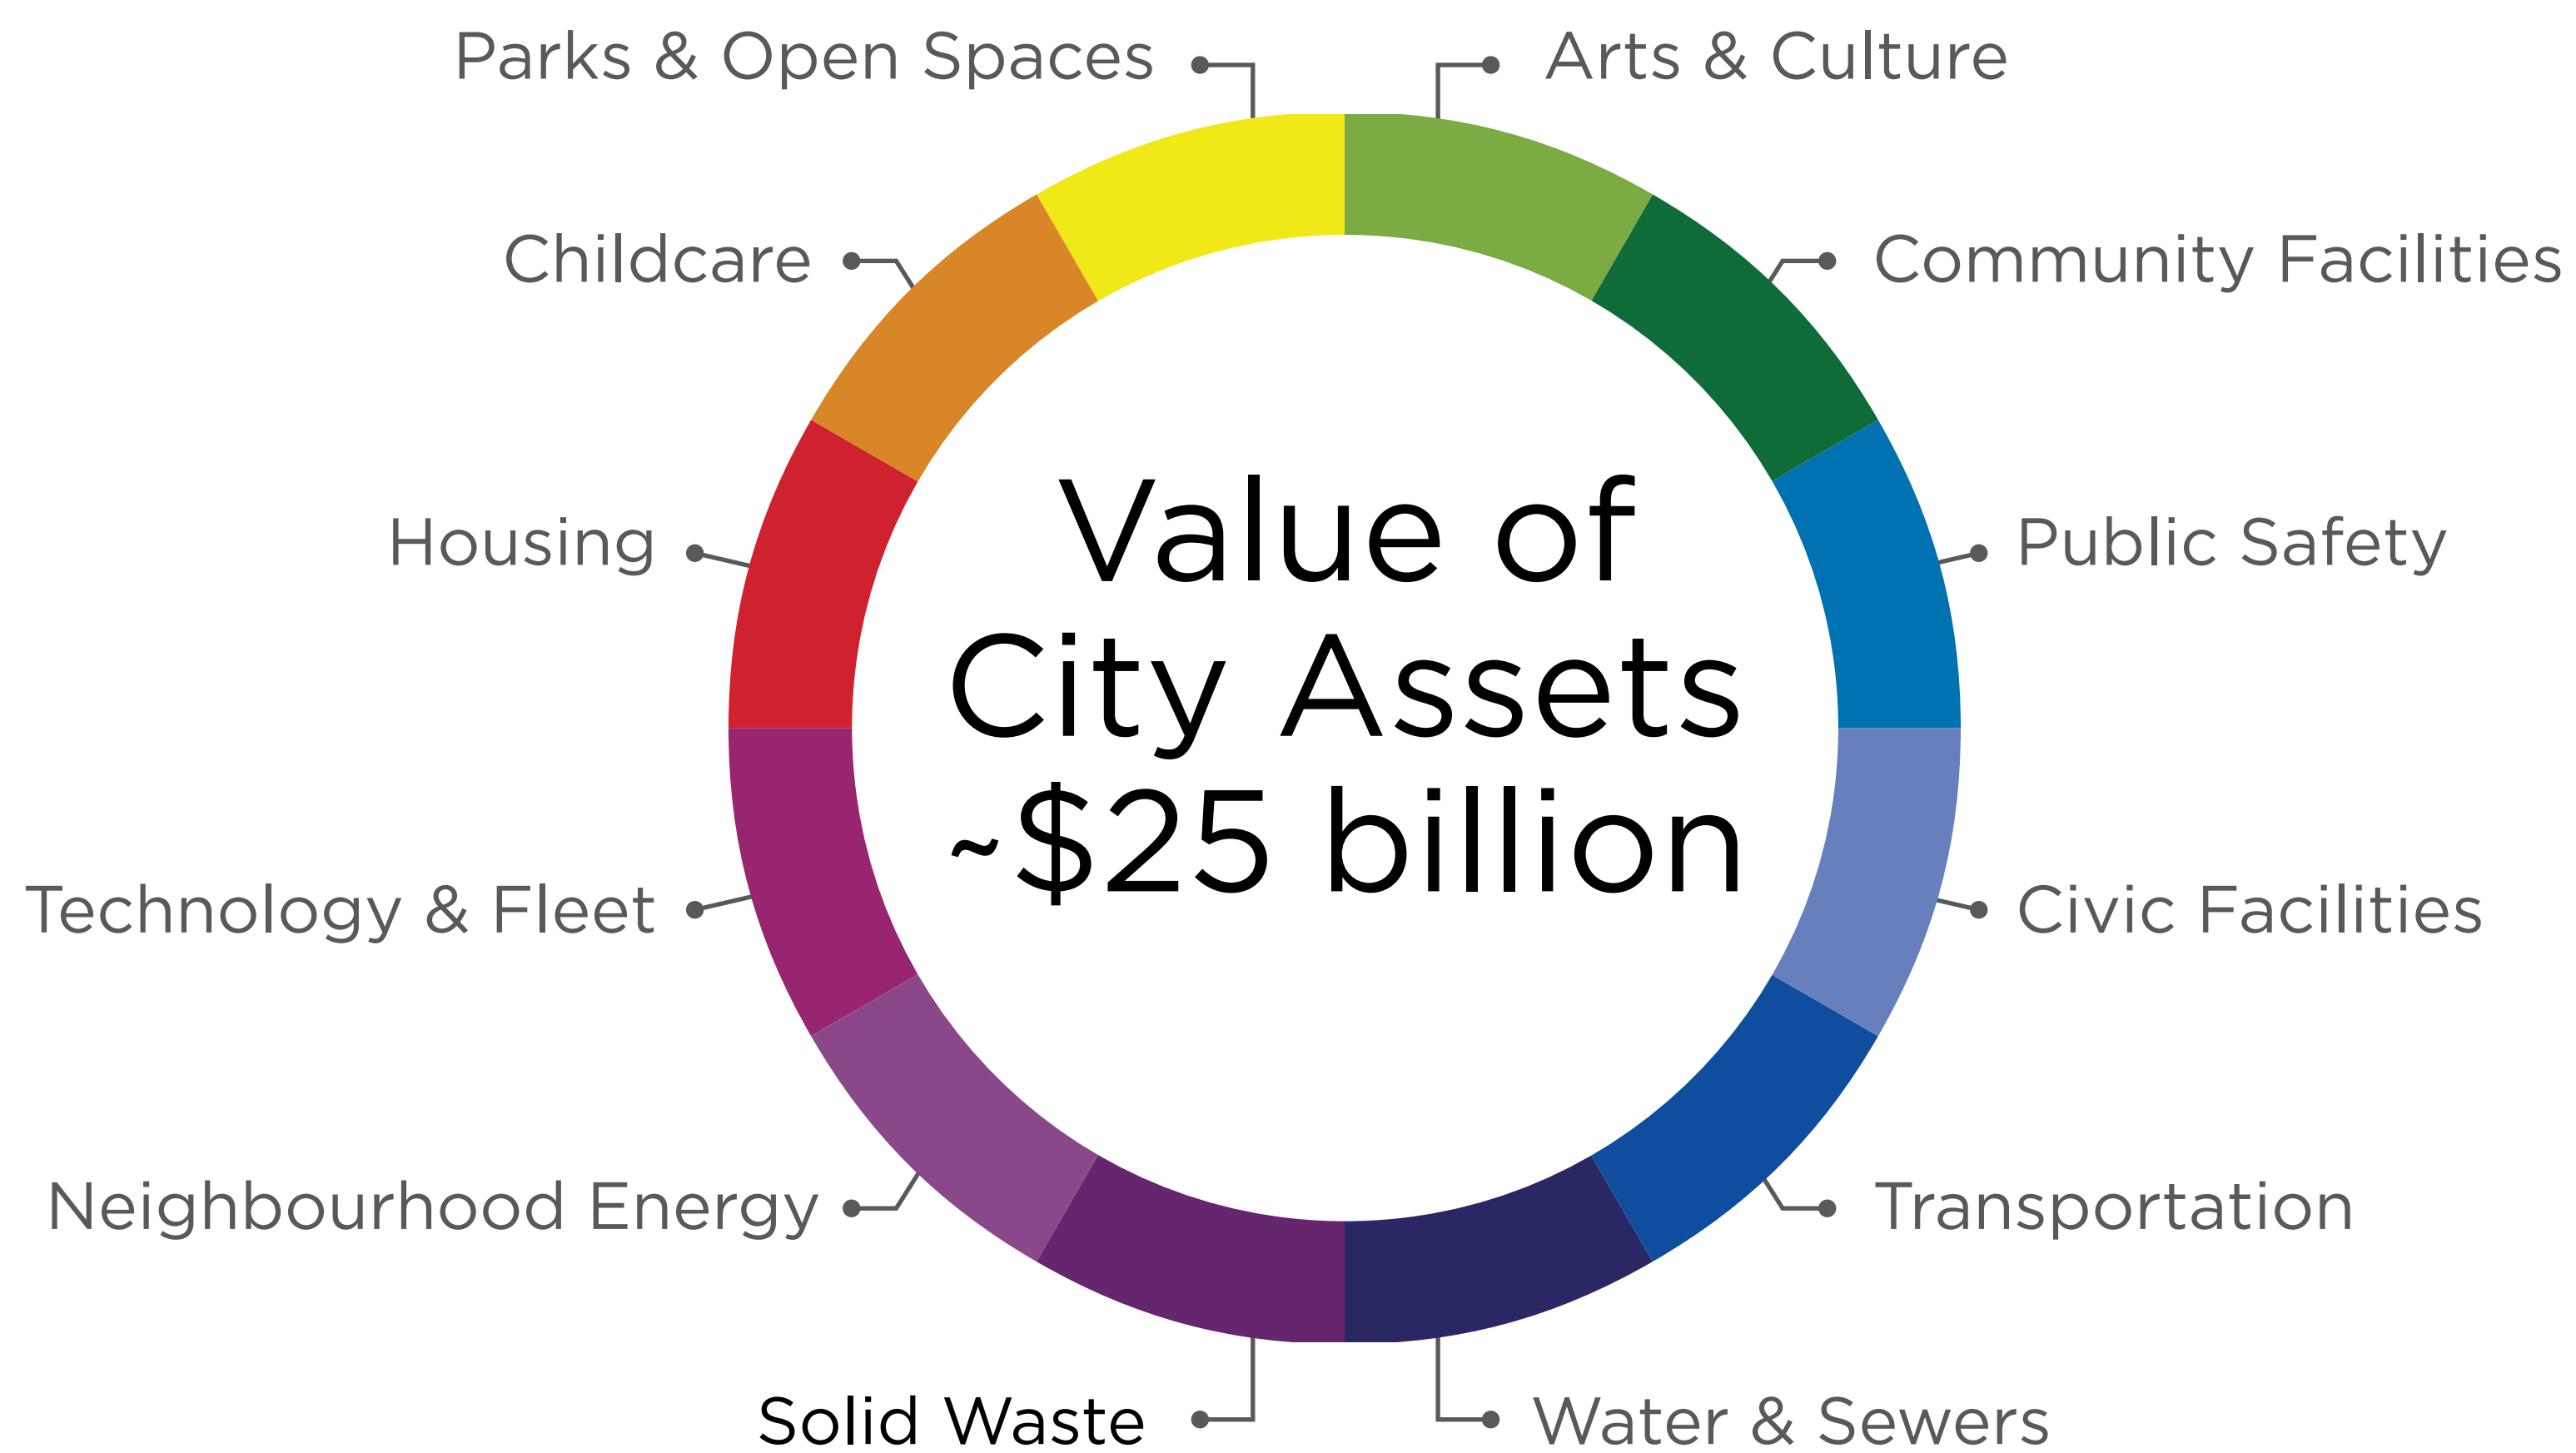 Parks & Open Spaces
Arts & Culture
Childcare
Community Facilities
Housing
Public Safety
Value of
City Assets
~$25 billion
Technology & Fleet
Civic Facilities
Neighbourhood Energy
Transportation
Solid Waste
Water & Sewers